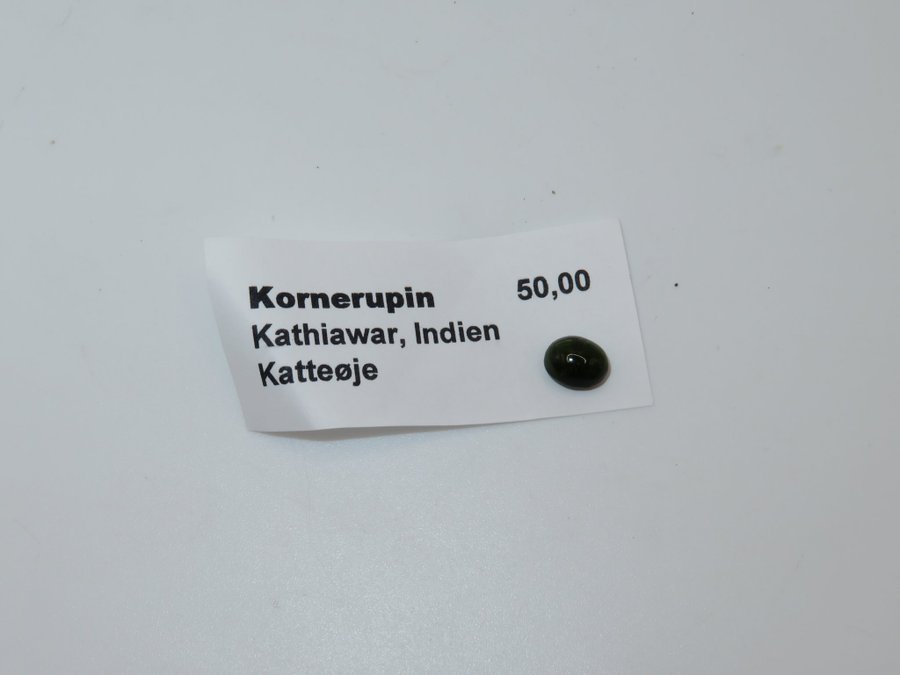 Kornerupin 50,00
Kathiawar, Indien
Katteøje